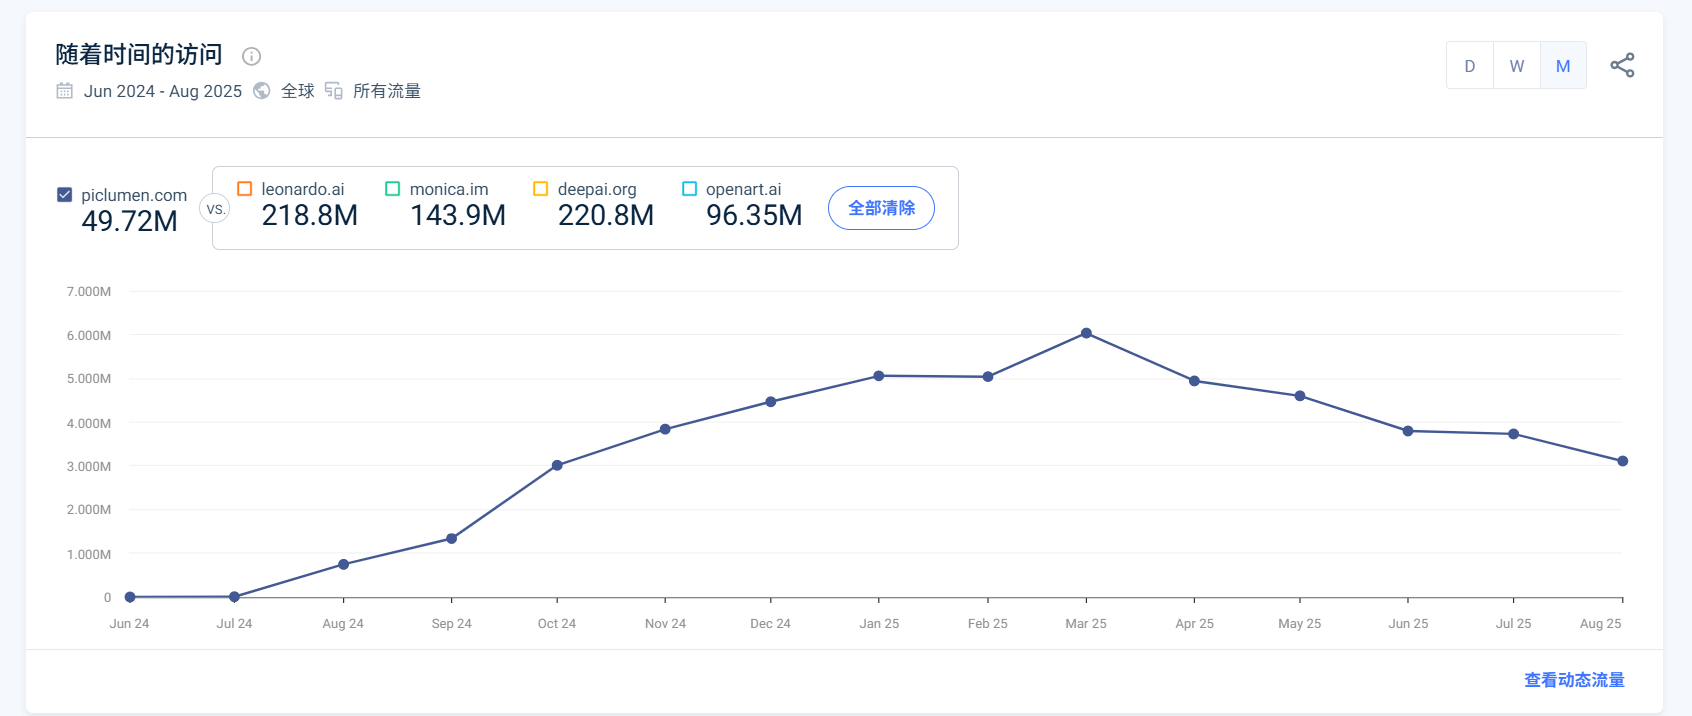 随着时间的访问
Jun 2024 - Aug 2025 全球 所有流量
D W M
piclumen.com
49.72M
VS.
leonardo.ai
218.8M
monica.im
143.9M
deepai.org
220.8M
openart.ai
96.35M
全部清除
7.000M
6.000M
5.000M
4.000M
3.000M
2.000M
1.000M
0
Jun 24 Jul 24 Aug 24 Sep 24 Oct 24 Nov 24 Dec 24 Jan 25 Feb 25 Mar 25 Apr 25 May 25 Jun 25 Jul 25 Aug 25
查看动态流量